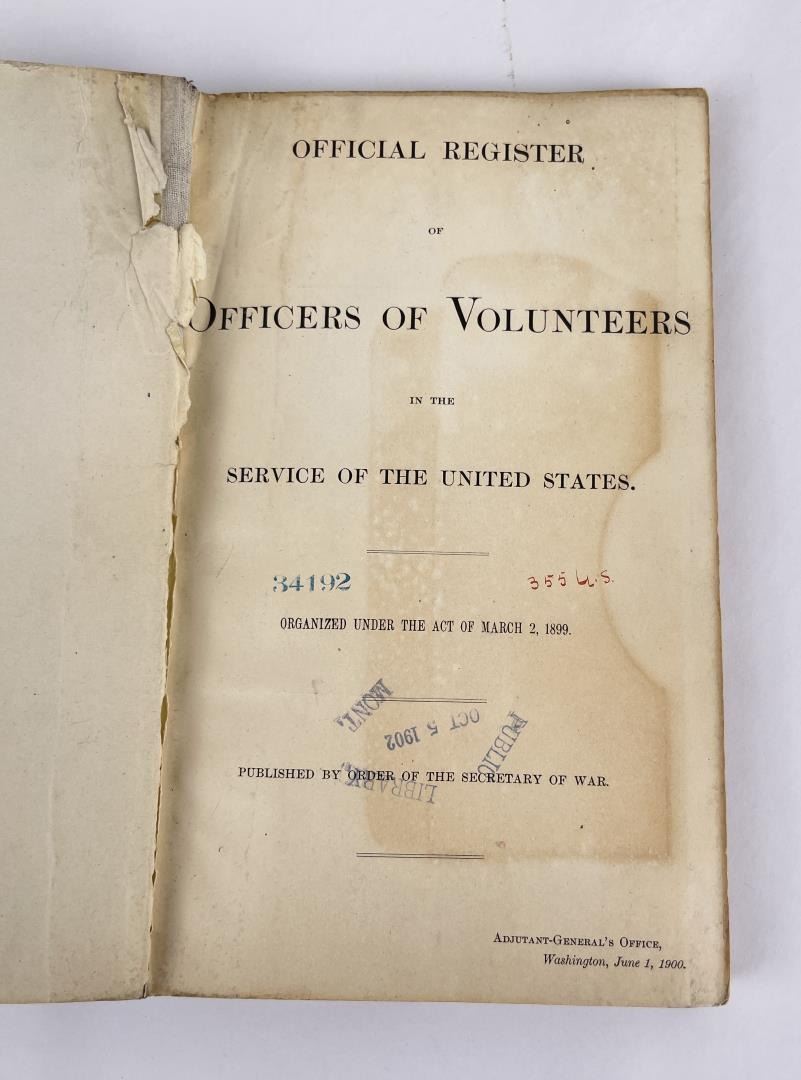 OFFICIAL REGISTER
OF
OFFICERS OF VOLUNTEERS
IN THE
SERVICE OF THE UNITED STATES.
34192
355 U.S.
ORGANIZED UNDER THE ACT OF MARCH 2, 1899.
MONT.
OCT 5 1902
PUBLIC
LIBRARY.
PUBLISHED BY ORDER OF THE SECRETARY OF WAR.
ADJUTANT-GENERAL'S OFFICE,
Washington, June 1, 1900.